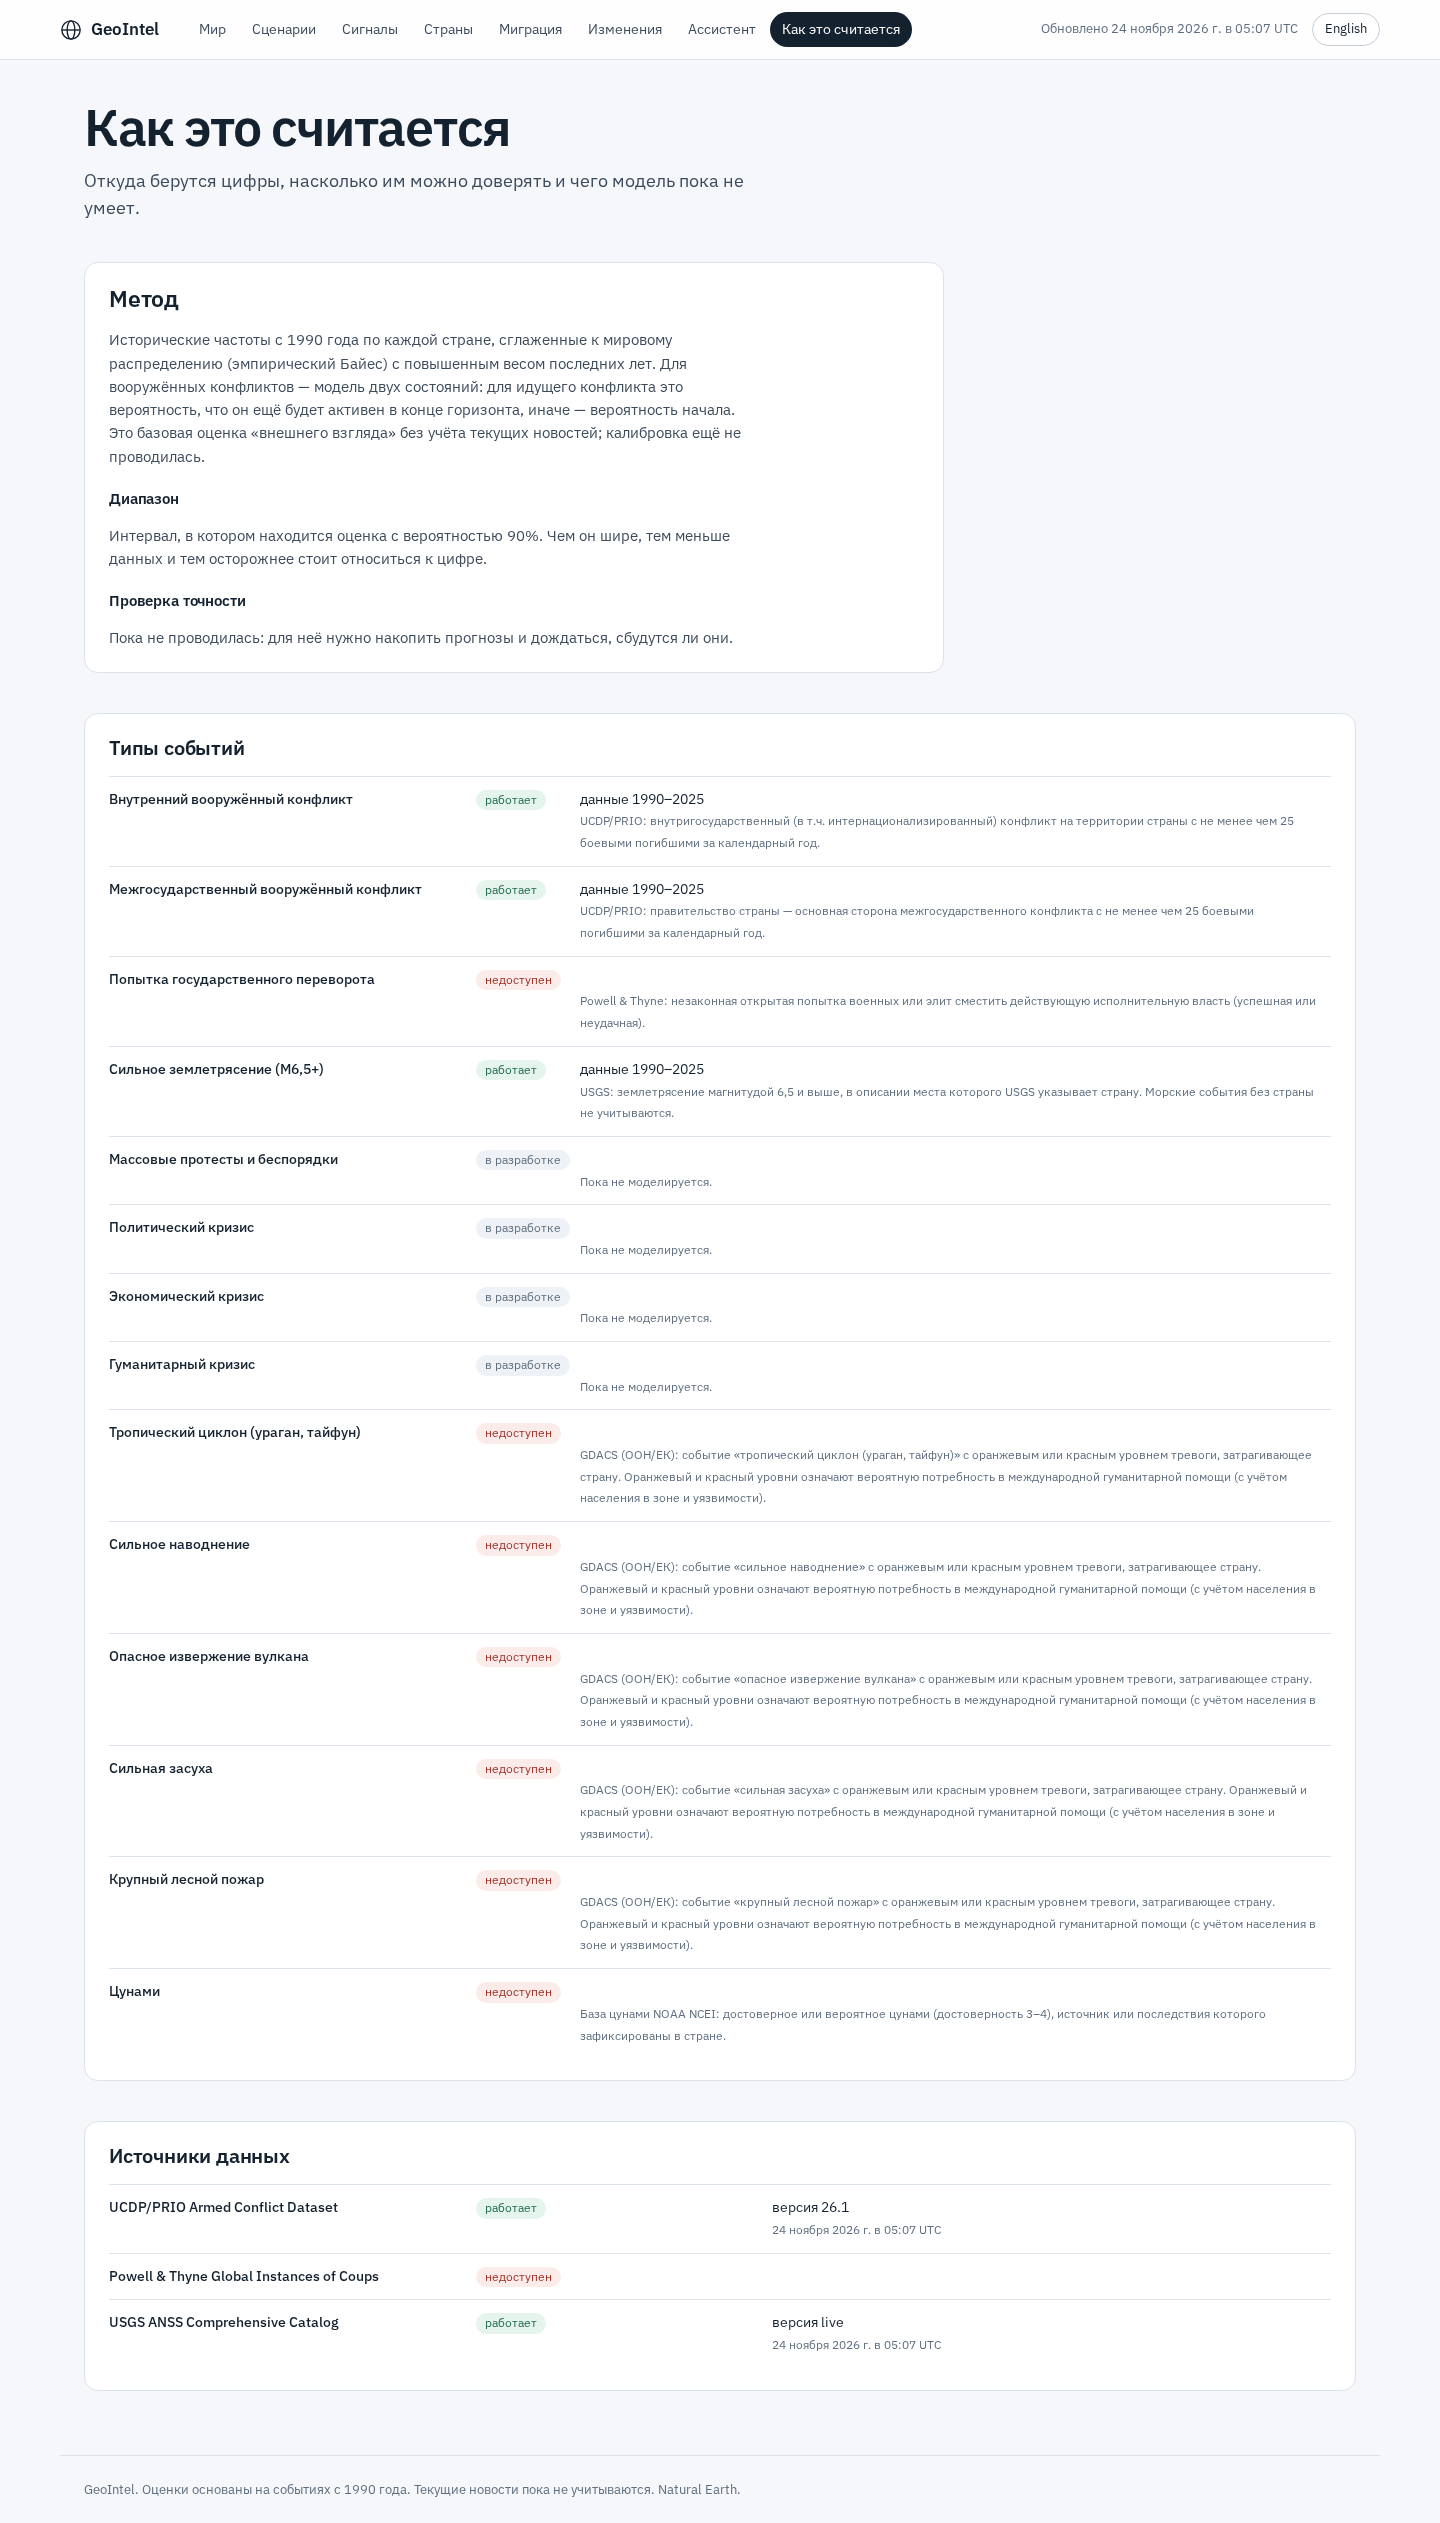 GeoIntel Мир Сценарии Сигналы Страны Миграция Изменения Ассистент Как это считается Обновлено 24 ноября 2026 г. в 05:07 UTC English
Как это считается
Откуда берутся цифры, насколько им можно доверять и чего модель пока не
умеет.
Метод
Исторические частоты с 1990 года по каждой стране, сглаженные к мировому
распределению (эмпирический Байес) с повышенным весом последних лет. Для
вооружённых конфликтов — модель двух состояний: для идущего конфликта это
вероятность, что он ещё будет активен в конце горизонта, иначе — вероятность начала.
Это базовая оценка «внешнего взгляда» без учёта текущих новостей; калибровка ещё не
проводилась.
Диапазон
Интервал, в котором находится оценка с вероятностью 90%. Чем он шире, тем меньше
данных и тем осторожнее стоит относиться к цифре.
Проверка точности
Пока не проводилась: для неё нужно накопить прогнозы и дождаться, сбудутся ли они.
Типы событий
Внутренний вооружённый конфликт работает данные 1990–2025
UCDP/PRIO: внутригосударственный (в т.ч. интернационализированный) конфликт на территории страны с не менее чем 25
боевыми погибшими за календарный год.
Межгосударственный вооружённый конфликт работает данные 1990–2025
UCDP/PRIO: правительство страны — основная сторона межгосударственного конфликта с не менее чем 25 боевыми
погибшими за календарный год.
Попытка государственного переворота недоступен
Powell & Thyne: незаконная открытая попытка военных или элит сместить действующую исполнительную власть (успешная или
неудачная).
Сильное землетрясение (M6,5+) работает данные 1990–2025
USGS: землетрясение магнитудой 6,5 и выше, в описании места которого USGS указывает страну. Морские события без страны
не учитываются.
Массовые протесты и беспорядки в разработке
Пока не моделируется.
Политический кризис в разработке
Пока не моделируется.
Экономический кризис в разработке
Пока не моделируется.
Гуманитарный кризис в разработке
Пока не моделируется.
Тропический циклон (ураган, тайфун) недоступен
GDACS (ООН/ЕК): событие «тропический циклон (ураган, тайфун)» с оранжевым или красным уровнем тревоги, затрагивающее
страну. Оранжевый и красный уровни означают вероятную потребность в международной гуманитарной помощи (с учётом
населения в зоне и уязвимости).
Сильное наводнение недоступен
GDACS (ООН/ЕК): событие «сильное наводнение» с оранжевым или красным уровнем тревоги, затрагивающее страну.
Оранжевый и красный уровни означают вероятную потребность в международной гуманитарной помощи (с учётом населения в
зоне и уязвимости).
Опасное извержение вулкана недоступен
GDACS (ООН/ЕК): событие «опасное извержение вулкана» с оранжевым или красным уровнем тревоги, затрагивающее страну.
Оранжевый и красный уровни означают вероятную потребность в международной гуманитарной помощи (с учётом населения в
зоне и уязвимости).
Сильная засуха недоступен
GDACS (ООН/ЕК): событие «сильная засуха» с оранжевым или красным уровнем тревоги, затрагивающее страну. Оранжевый и
красный уровни означают вероятную потребность в международной гуманитарной помощи (с учётом населения в зоне и
уязвимости).
Крупный лесной пожар недоступен
GDACS (ООН/ЕК): событие «крупный лесной пожар» с оранжевым или красным уровнем тревоги, затрагивающее страну.
Оранжевый и красный уровни означают вероятную потребность в международной гуманитарной помощи (с учётом населения в
зоне и уязвимости).
Цунами недоступен
База цунами NOAA NCEI: достоверное или вероятное цунами (достоверность 3–4), источник или последствия которого
зафиксированы в стране.
Источники данных
UCDP/PRIO Armed Conflict Dataset работает версия 26.1
24 ноября 2026 г. в 05:07 UTC
Powell & Thyne Global Instances of Coups недоступен
USGS ANSS Comprehensive Catalog работает версия live
24 ноября 2026 г. в 05:07 UTC
GeoIntel. Оценки основаны на событиях с 1990 года. Текущие новости пока не учитываются. Natural Earth.